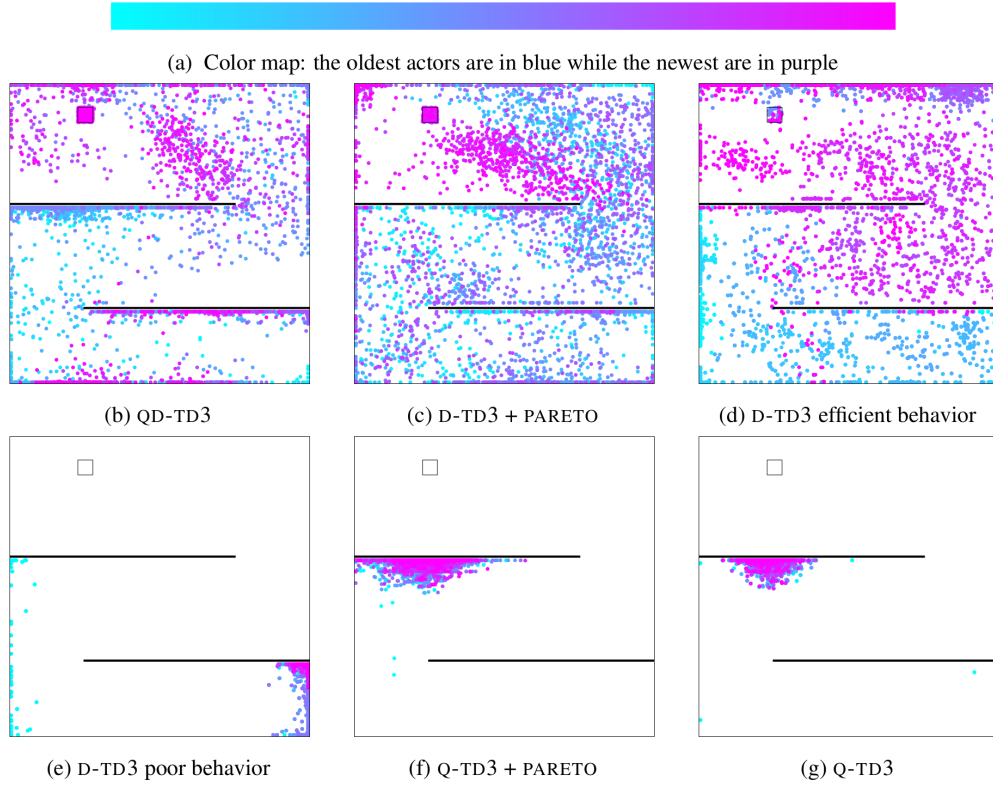 (a) Color map: the oldest actors are in blue while the newest are in purple
(b) QD-TD3
(c) D-TD3 + PARETO
(d) D-TD3 efficient behavior
(e) D-TD3 poor behavior
(f) Q-TD3 + PARETO
(g) Q-TD3